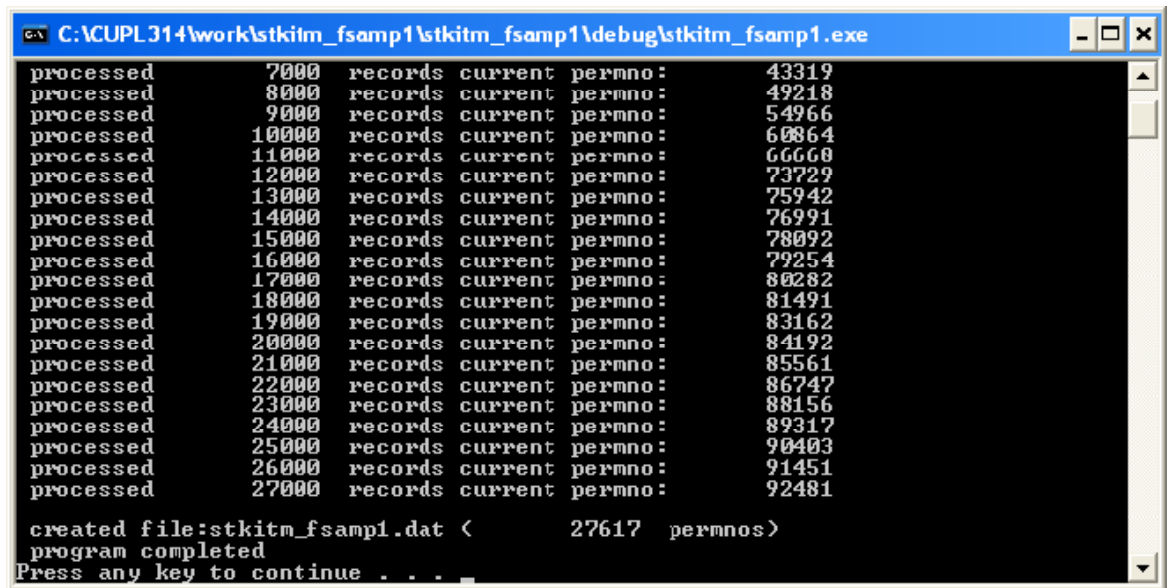 C:\CUPL314\work\stkitm_fsamp1\stkitm_fsamp1\debug\stkitm_fsamp1.exe
processed 7000 records current permno: 43319
processed 8000 records current permno: 49218
processed 9000 records current permno: 54966
processed 10000 records current permno: 60864
processed 11000 records current permno: 66668
processed 12000 records current permno: 73729
processed 13000 records current permno: 75942
processed 14000 records current permno: 76991
processed 15000 records current permno: 78092
processed 16000 records current permno: 79254
processed 17000 records current permno: 80282
processed 18000 records current permno: 81491
processed 19000 records current permno: 83162
processed 20000 records current permno: 84192
processed 21000 records current permno: 85561
processed 22000 records current permno: 86747
processed 23000 records current permno: 88156
processed 24000 records current permno: 89317
processed 25000 records current permno: 90403
processed 26000 records current permno: 91451
processed 27000 records current permno: 92481
created file:stkitm_fsamp1.dat ( 27617 permnos)
program completed
Press any key to continue . . . _